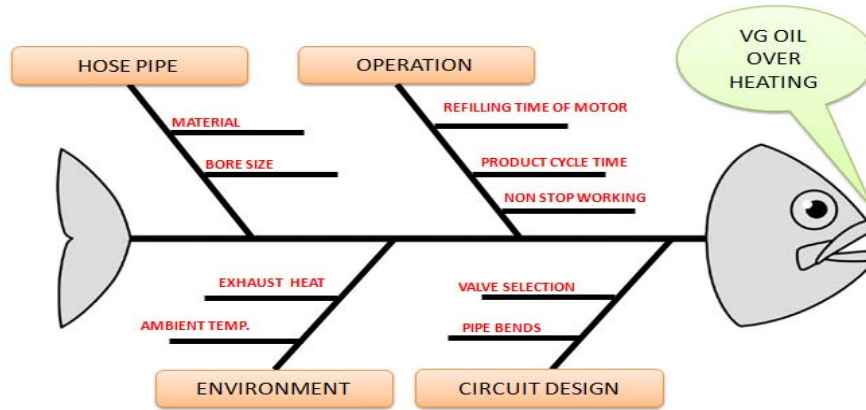 HOSE PIPE
OPERATION
VG OIL
OVER
HEATING
MATERIAL
BORE SIZE
REFILLING TIME OF MOTOR
PRODUCT CYCLE TIME
NON STOP WORKING
EXHAUST HEAT
AMBIENT TEMP.
VALVE SELECTION
PIPE BENDS
ENVIRONMENT
CIRCUIT DESIGN